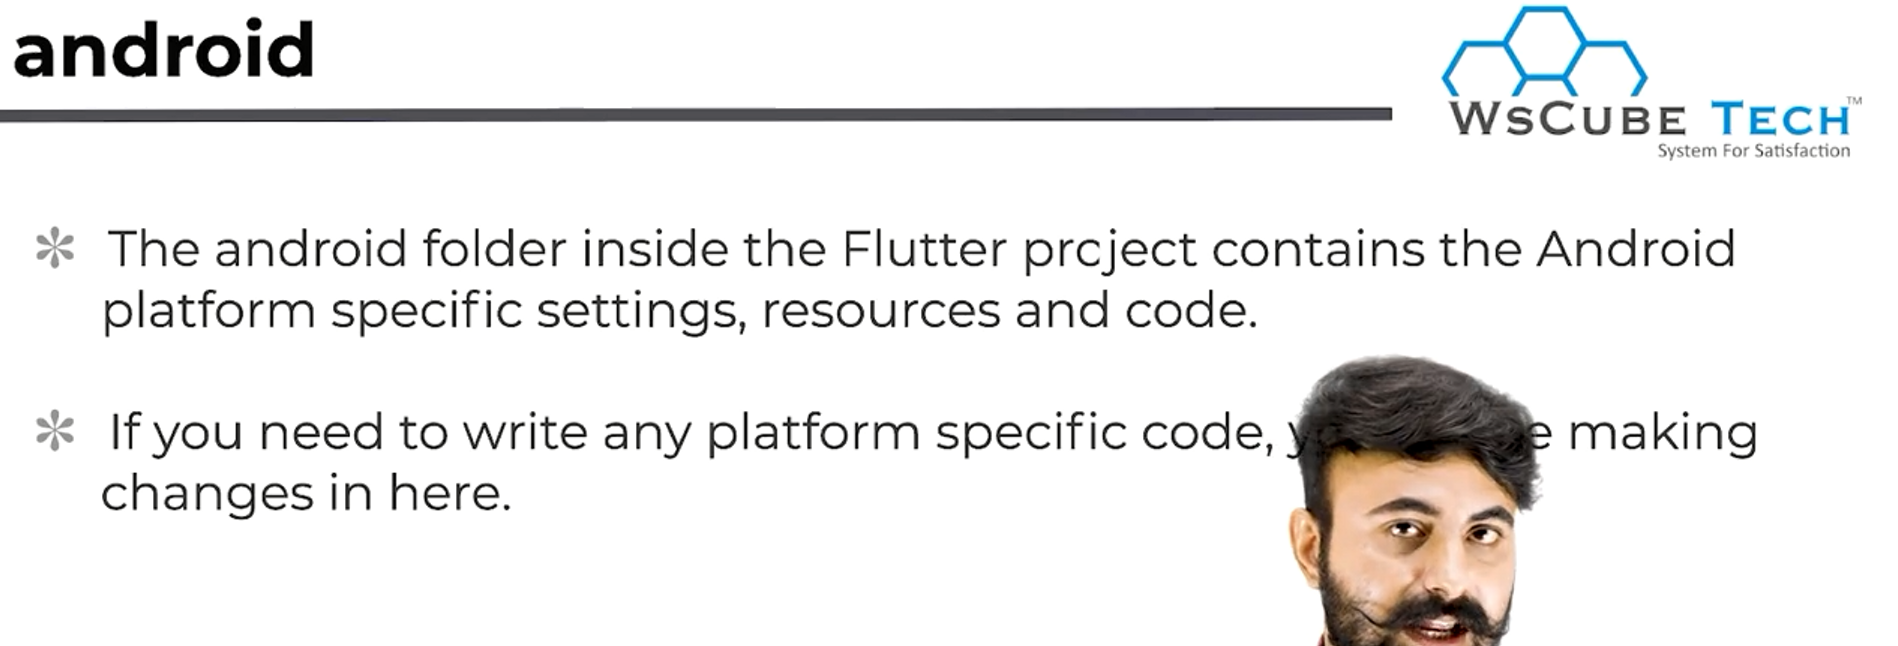 android
WSCUBE TECH™
System For Satisfaction
✻ The android folder inside the Flutter prcject contains the Android
platform specific settings, resources and code.
✻ If you need to write any platform specific code, making
changes in here.